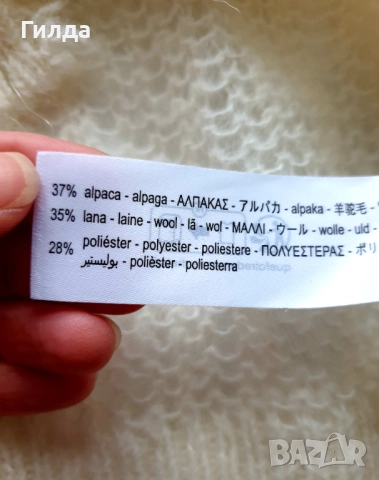 Гилда
37% alpaca - alpaga - ΑΛΠΑΚΑΣ - アルパカ - alpaka - 羊驼毛 -
35% lana - laine - wool - lã - wol - ΜΑΛΛΙ - ウール - wolle - uld -
28% poliéster - polyester - poliestere - ΠΟΛΥΕΣΤΕΡΑΣ - ポリ
بوليستير - polièster - poliesterra
BAZAR